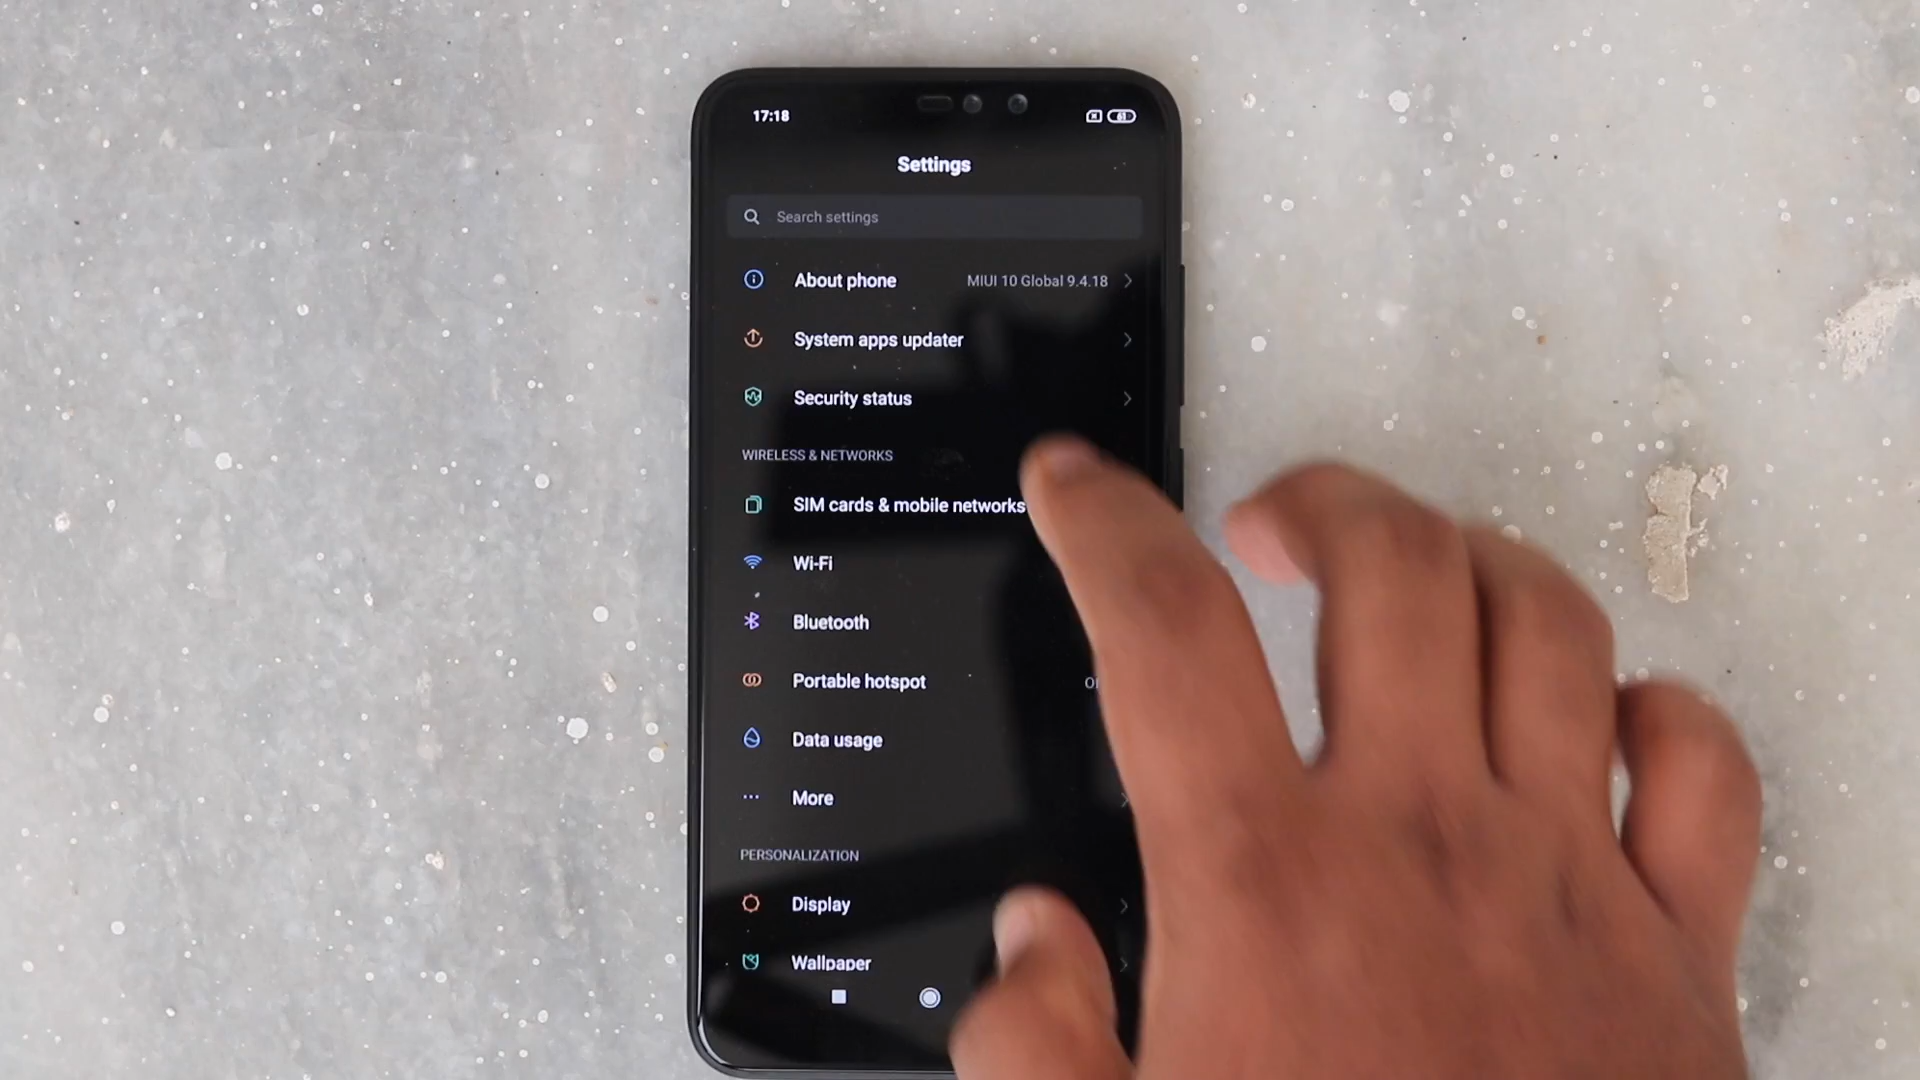 17:18
63
Settings
Search settings
About phone MIUI 10 Global 9.4.18
System apps updater
Security status
WIRELESS & NETWORKS
SIM cards & mobile networks
Wi-Fi
Bluetooth
Portable hotspot
Data usage
More
PERSONALIZATION
Display
Wallpaper